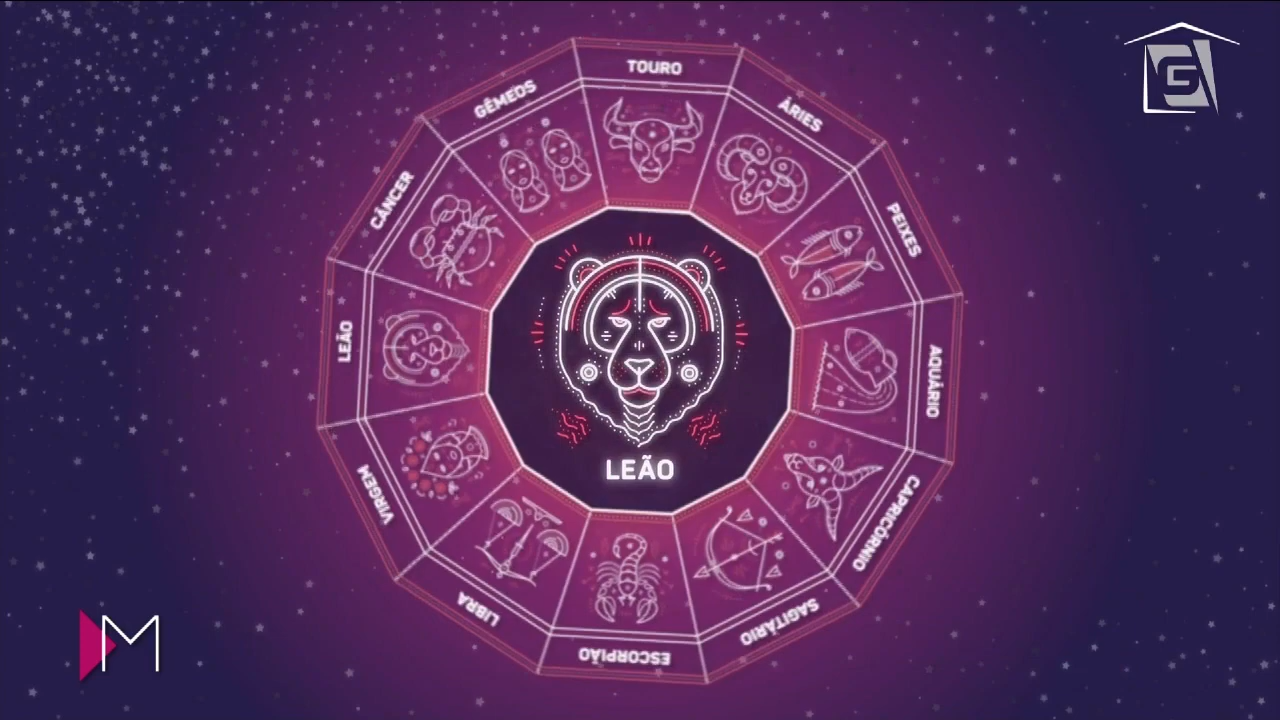 TOURO
ÁRIES
PEIXES
AQUÁRIO
CAPRICÓRNIO
SAGITÁRIO
ESCORPIÃO
LIBRA
VIRGEM
LEÃO
CÂNCER
GÊMEOS
LEÃO
G
M